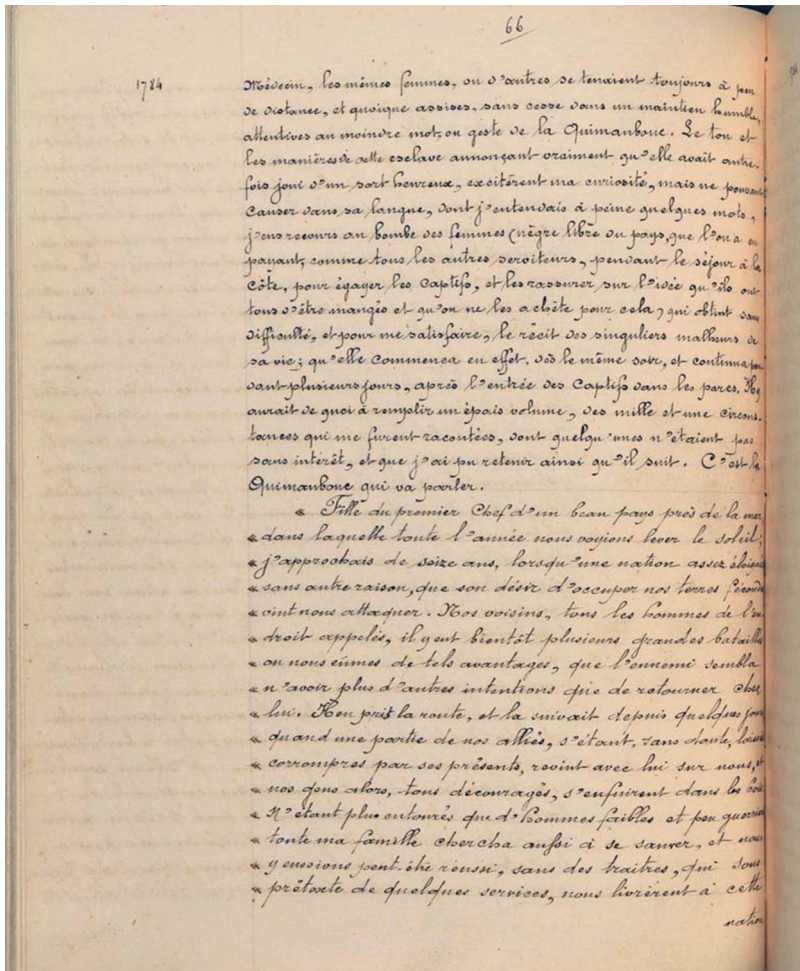 66
1784
Médecin, les mêmes femmes, ou d'autres se tenaient toujours à peu
de distance, et quoique assises, sans cesse dans un maintien humble,
attentives au moindre mot, ou geste de la Quimanboue. Le ton et
les manières de cette esclave annonçant vraiment qu'elle avait autre-
fois joui d'un sort heureux, excitèrent ma curiosité, mais ne pouvant
causer dans sa langue, dont j'entendais à peine quelques mots,
j'eus recours au bombe des femmes (nègre libre du pays, que l'on a en
payant, comme tous les autres serviteurs, pendant le séjour à la
côte, pour égayer les Captifs, et les rassurer sur l'idée qu'ils ont
tous d'être mangés et qu'on ne les achète pour cela) qui obtint sans
difficulté, et pour me satisfaire, le récit des singuliers malheurs de
sa vie; qu'elle commenca en effet, dès le même soir, et continua pen
dant plusieurs jours, après l'entrée des Captifs dans les parcs. Il y
aurait de quoi à remplir un épais volume, des mille et une circons-
tances qui me furent racontées, dont quelqu'unes n'étaient pas
sans intérêt, et que j'ai pu retenir ainsi qu'il suit. C'est la
Quimanboue qui va parler.
« Fille du premier Chef d'un beau pays près de la mer
« dans laquelle toute l'année nous voyions lever le soleil;
« j'approchais de seize ans, lorsqu'une nation assez éloignée
« sans autre raison, que son désir d'occuper nos terres fécondes
« vint nous attaquer. Nos voisins, tous les hommes de l'en
« droit appelés, il y eut bientôt plusieurs grandes batailles
« ou nous eûmes de tels avantages, que l'ennemi sembla
« n'avoir plus d'autres intentions que de retourner chez
« lui. Il en prit la route, et la suivait depuis quelques jours
« quand une partie de nos alliés, s'étant, sans doute, laissé
« corrompres par ses présents, revint avec lui sur nous, et
« nos gens alors, tous découragés, s'enfuirent dans les bois
« N'étant plus entourés que d'hommes faibles et peu guerriers
« toute ma famille chercha aussi à se sauver, et nous
« y eussions peut-être réussi, sans des traitres, qui sous
« prétexte de quelques services, nous livrèrent à cette
nation